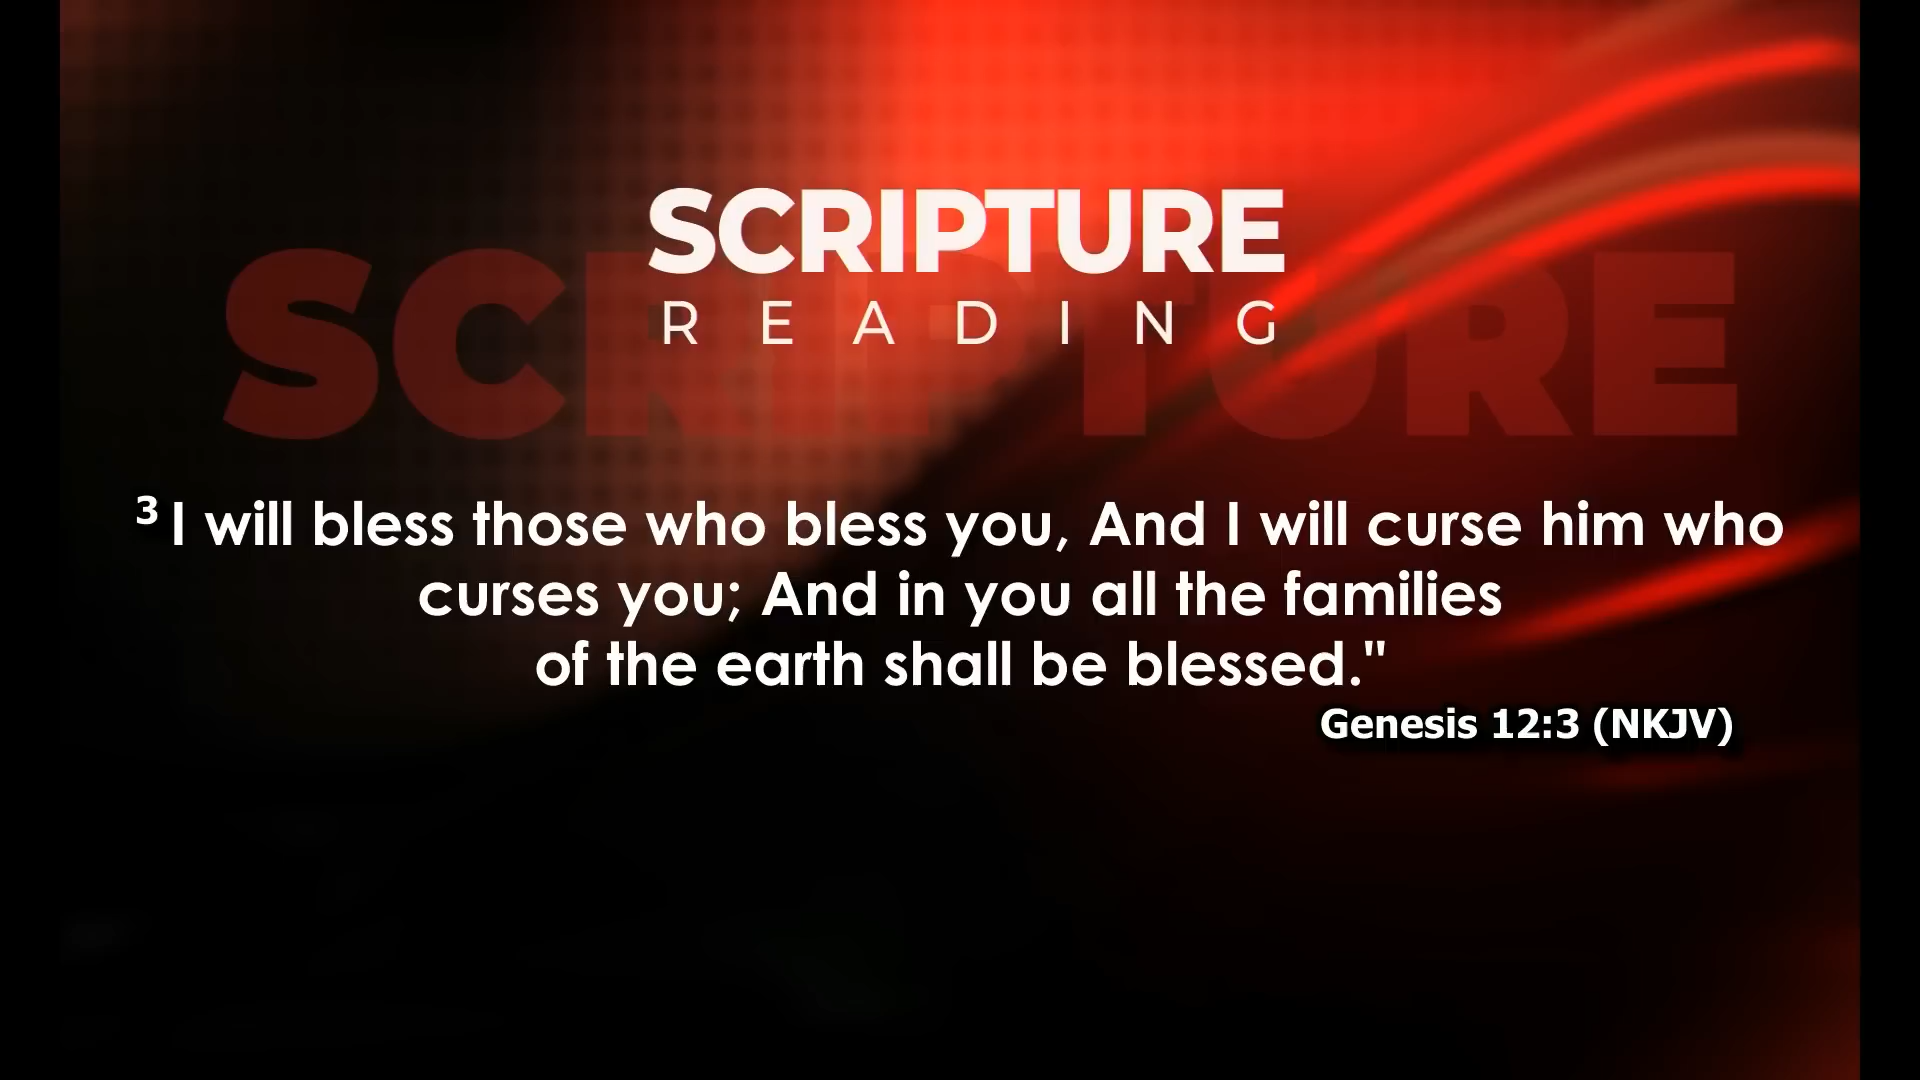 SCRIPTURE
READING
SCRIPTURE
3 I will bless those who bless you, And I will curse him who
curses you; And in you all the families
of the earth shall be blessed."
Genesis 12:3 (NKJV)